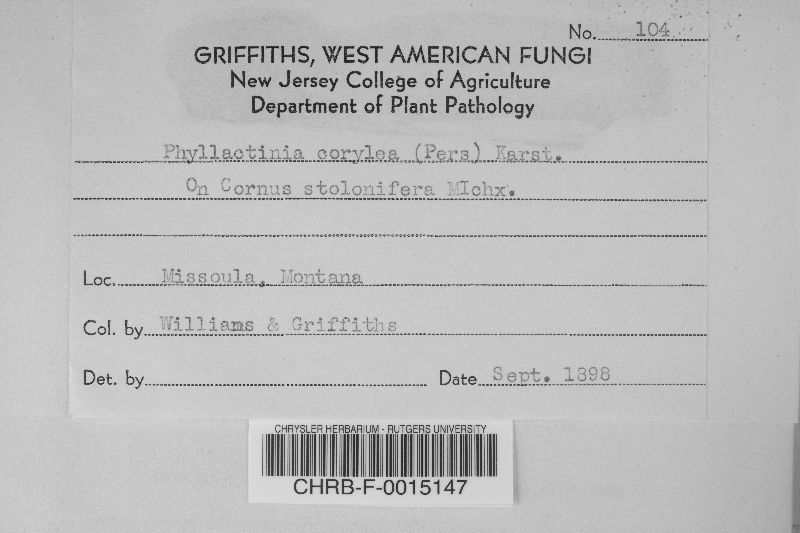 No. 104
GRIFFITHS, WEST AMERICAN FUNGI
New Jersey College of Agriculture
Department of Plant Pathology
Phyllactinia corylea (Pers) Karst.
On Cornus stolonifera MIchx.
Loc. Missoula, Montana
Col. by Williams & Griffiths
Det. by
Date Sept. 1898
CHRYSLER HERBARIUM - RUTGERS UNIVERSITY
CHRB-F-0015147